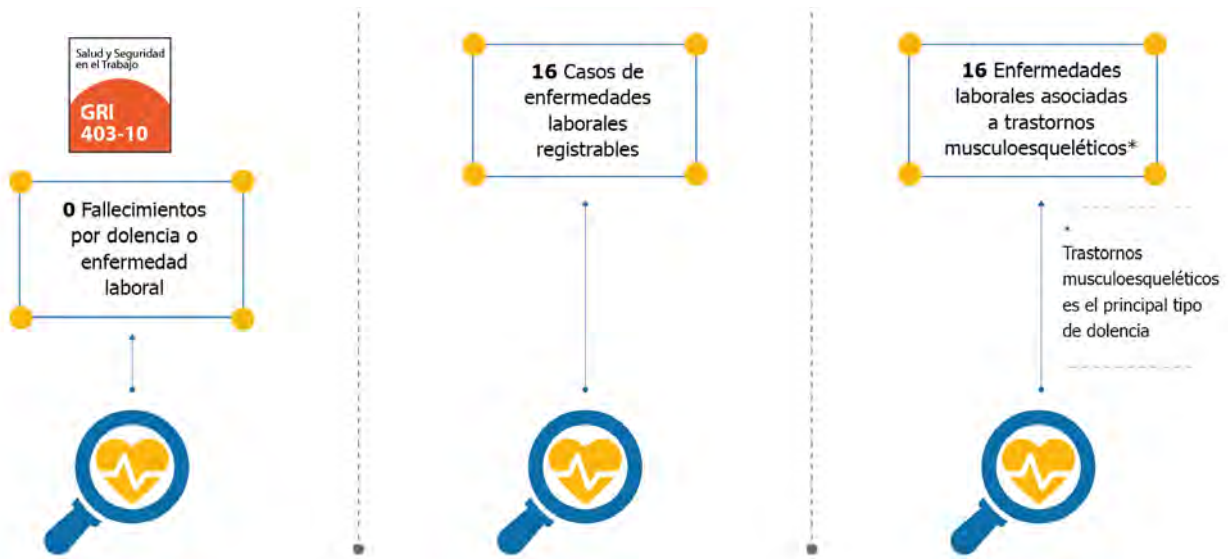 Salud y Seguridad
en el Trabajo
GRI
403-10
0 Fallecimientos
por dolencia o
enfermedad
laboral
16 Casos de
enfermedades
laborales
registrables
16 Enfermedades
laborales asociadas
a trastornos
musculoesqueléticos*
*
Trastornos
musculoesqueléticos
es el principal tipo
de dolencia